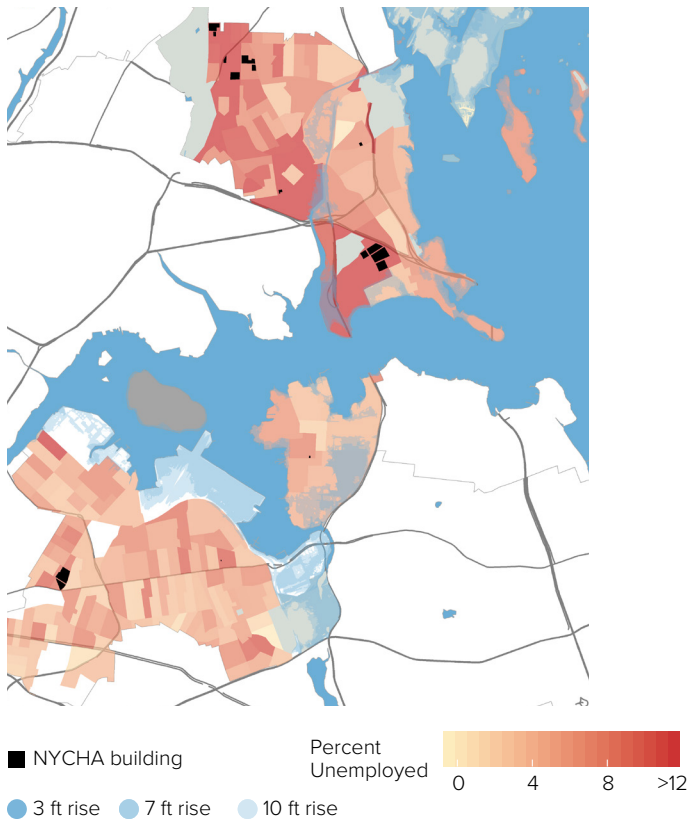 NYCHA building
3 ft rise
7 ft rise
10 ft rise
Percent
Unemployed
0
4
8
>12